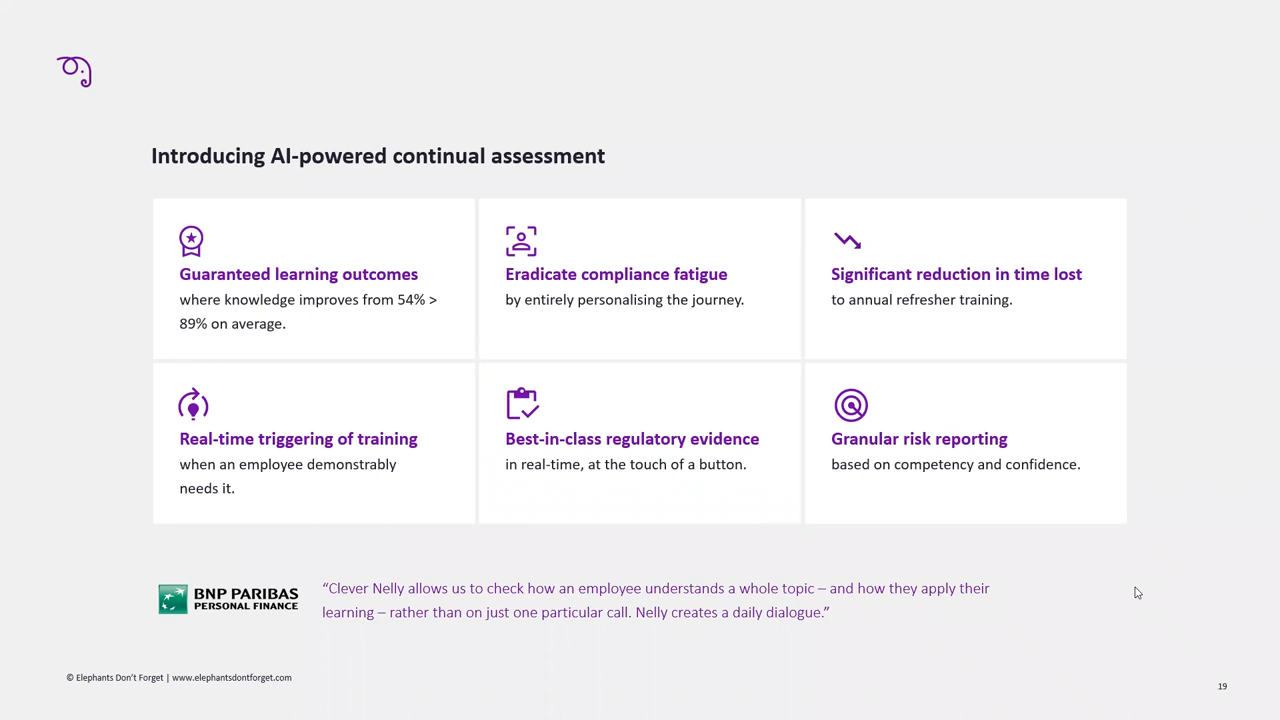 Introducing AI-powered continual assessment
Guaranteed learning outcomes
where knowledge improves from 54% >
89% on average.
Eradicate compliance fatigue
by entirely personalising the journey.
Significant reduction in time lost
to annual refresher training.
Real-time triggering of training
when an employee demonstrably
needs it.
Best-in-class regulatory evidence
in real-time, at the touch of a button.
Granular risk reporting
based on competency and confidence.
BNP PARIBAS
PERSONAL FINANCE
“Clever Nelly allows us to check how an employee understands a whole topic – and how they apply their
learning – rather than on just one particular call. Nelly creates a daily dialogue.”
© Elephants Don’t Forget | www.elephantsdontforget.com
19